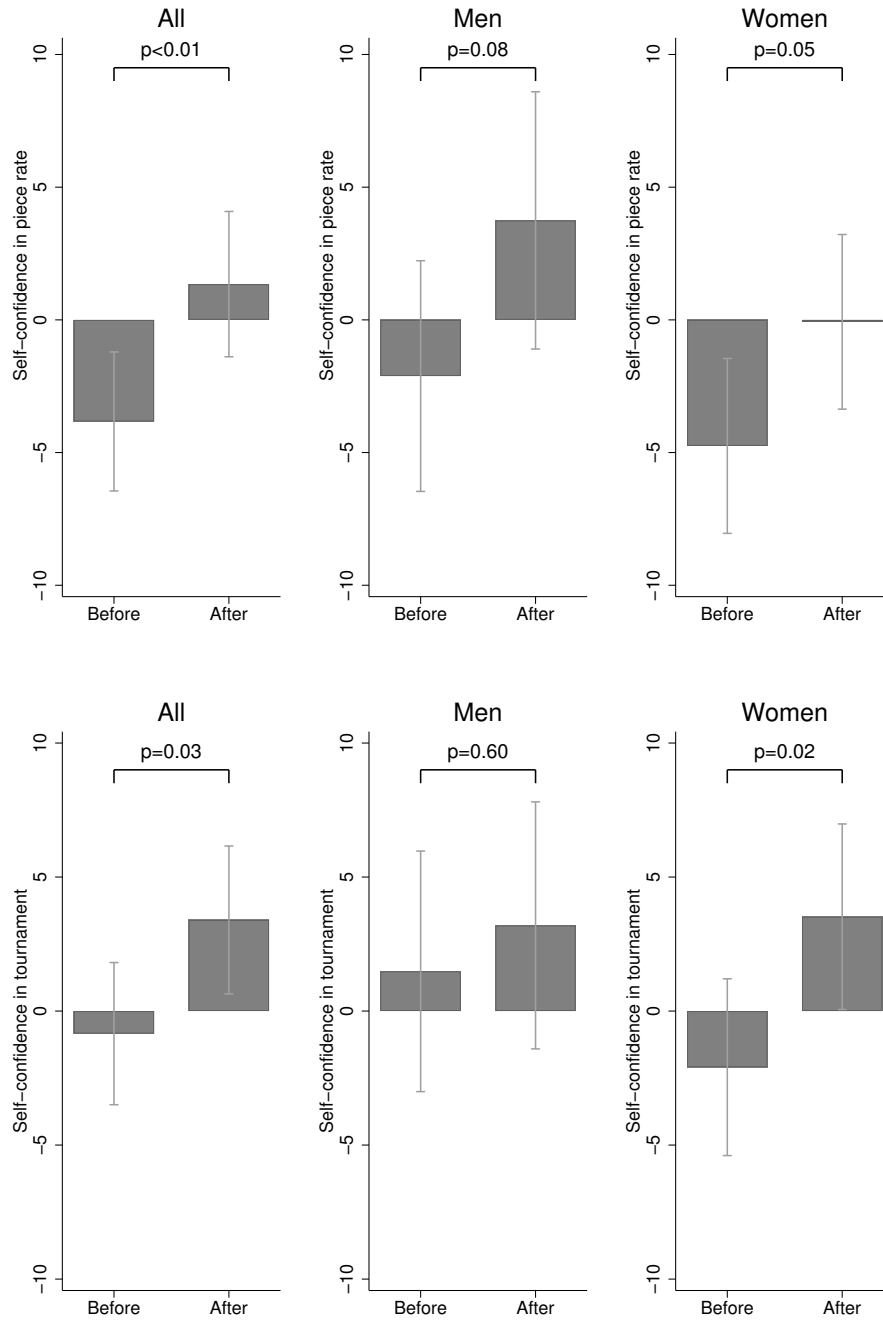 All
Men
Women
p<0.01
p=0.08
p=0.05
Self−confidence in piece rate
10
5
0
−5
−10
Before
After
Self−confidence in piece rate
10
5
0
−5
−10
Before
After
Self−confidence in piece rate
10
5
0
−5
−10
Before
After
All
Men
Women
p=0.03
p=0.60
p=0.02
Self−confidence in tournament
10
5
0
−5
−10
Before
After
Self−confidence in tournament
10
5
0
−5
−10
Before
After
Self−confidence in tournament
10
5
0
−5
−10
Before
After